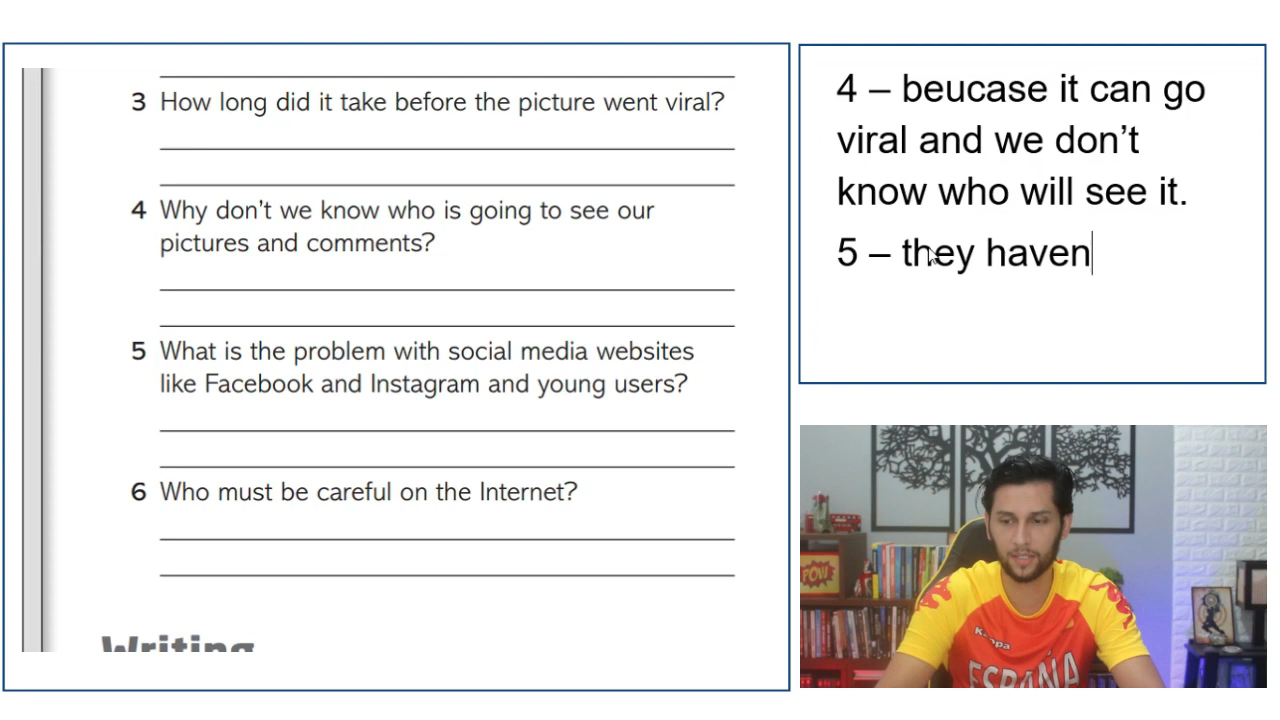 3 How long did it take before the picture went viral?
4 Why don't we know who is going to see our
pictures and comments?
5 What is the problem with social media websites
like Facebook and Instagram and young users?
6 Who must be careful on the Internet?
Writing
4 – beucase it can go
viral and we don't
know who will see it.
5 – they haven
POW
Kappa
ESPAÑA